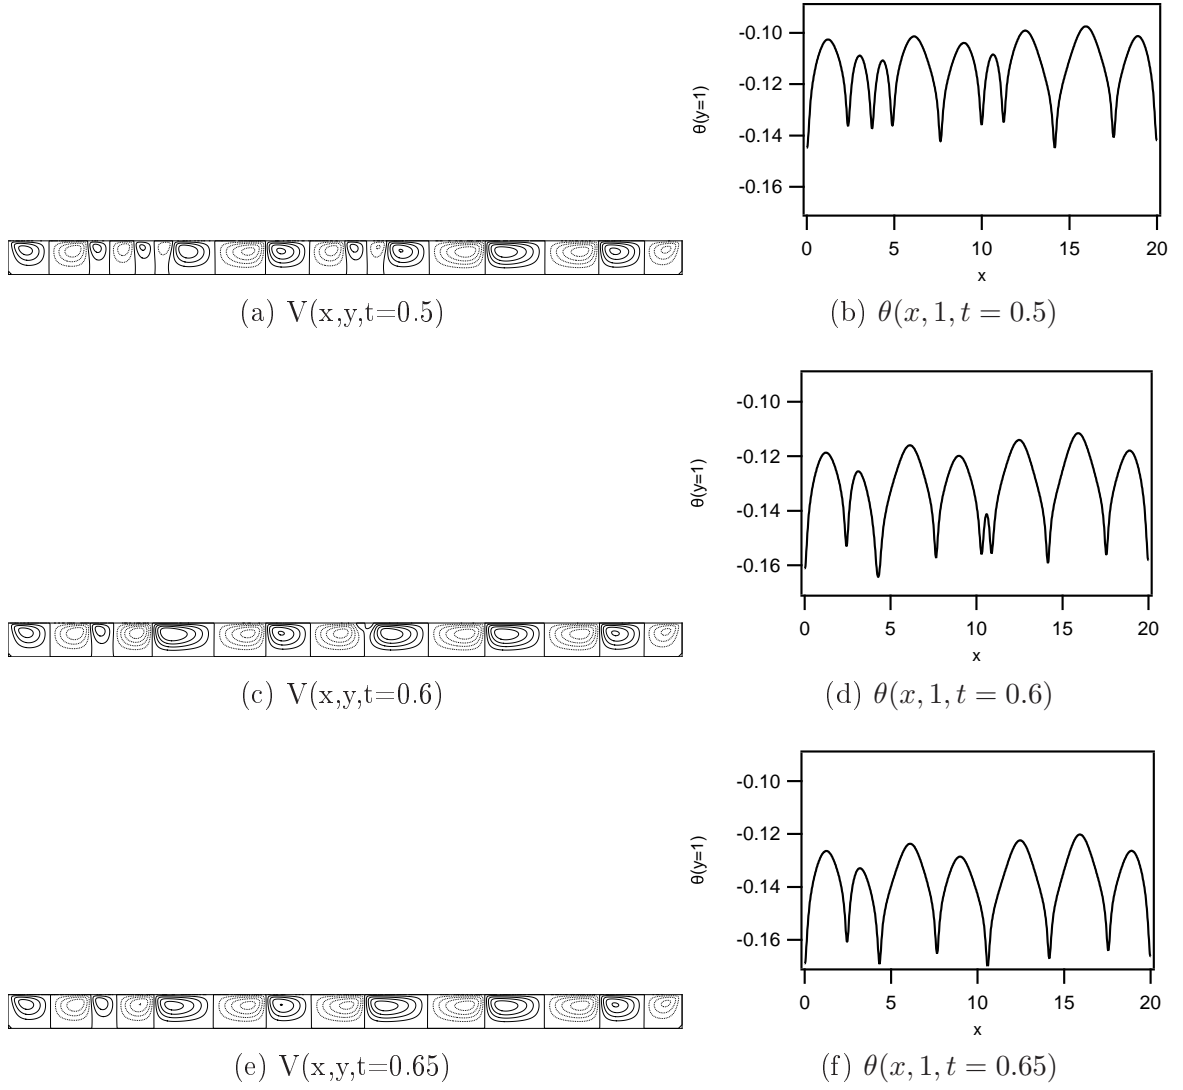 -0.10
-0.12
-0.14
-0.16
θ(y=1)
0 5 10 15 20
x
(a) V(x,y,t=0.5)
(b) θ(x, 1, t = 0.5)
-0.10
-0.12
-0.14
-0.16
θ(y=1)
0 5 10 15 20
x
(c) V(x,y,t=0.6)
(d) θ(x, 1, t = 0.6)
-0.10
-0.12
-0.14
-0.16
θ(y=1)
0 5 10 15 20
x
(e) V(x,y,t=0.65)
(f) θ(x, 1, t = 0.65)